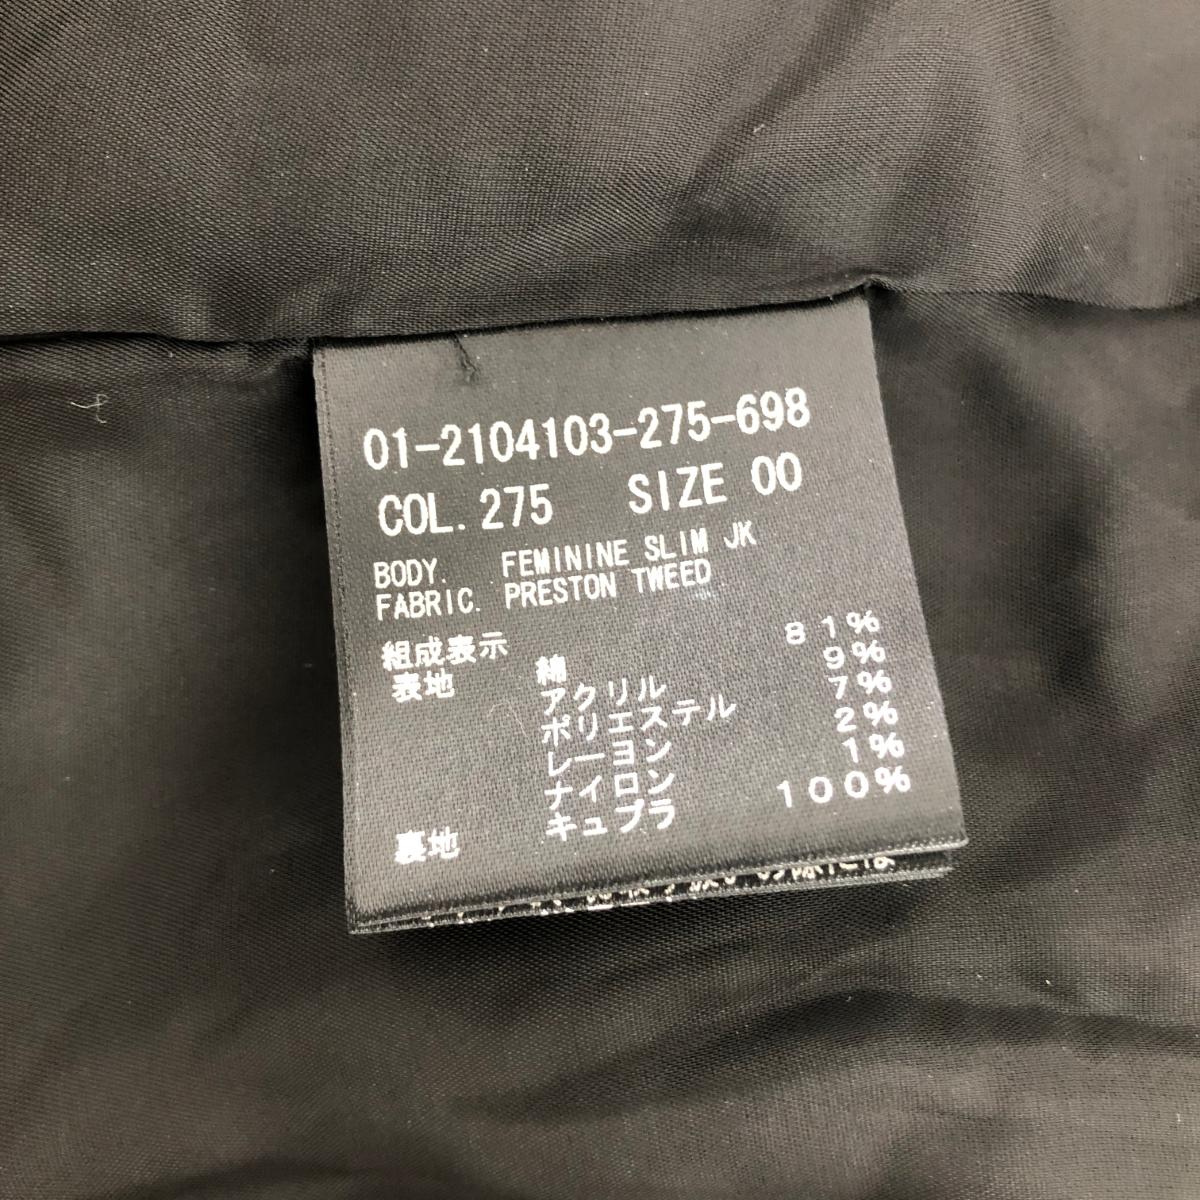 01-2104103-275-698
COL. 275 SIZE 00
BODY. FEMININE SLIM JK
FABRIC. PRESTON TWEED
組成表示
表地 綿 81%
アクリル 9%
ポリエステル 7%
レーヨン 2%
ナイロン 1%
裏地 キュプラ 100%